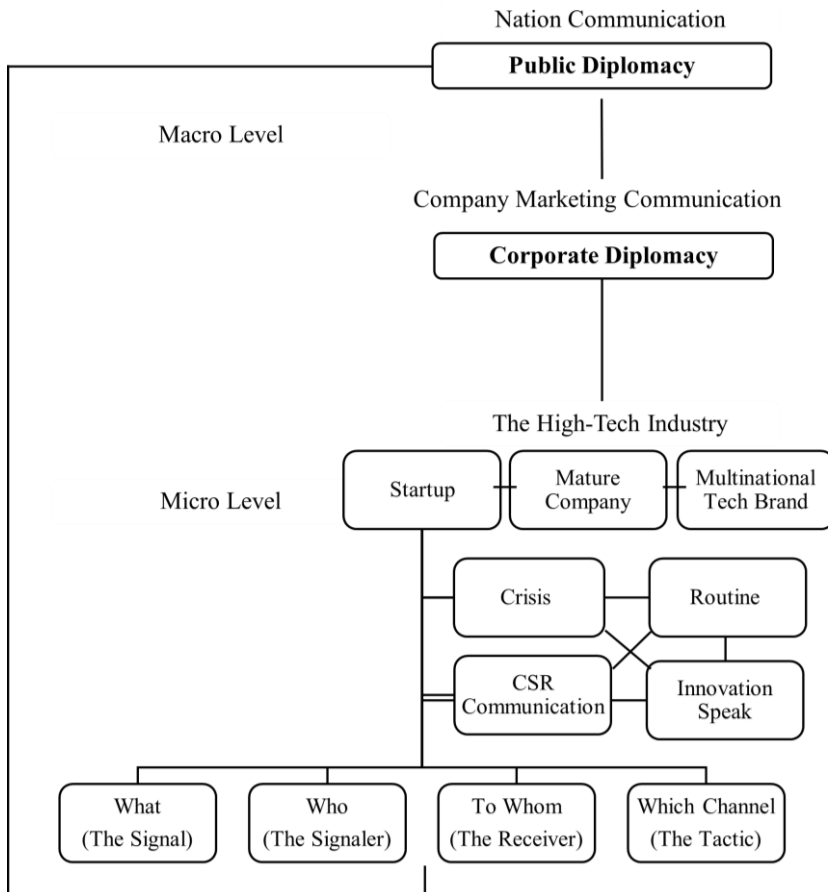 Nation Communication
Public Diplomacy
Macro Level
Company Marketing Communication
Corporate Diplomacy
The High-Tech Industry
Micro Level
Startup
Mature
Company
Multinational
Tech Brand
Crisis
Routine
CSR
Communication
Innovation
Speak
What
(The Signal)
Who
(The Signaler)
To Whom
(The Receiver)
Which Channel
(The Tactic)